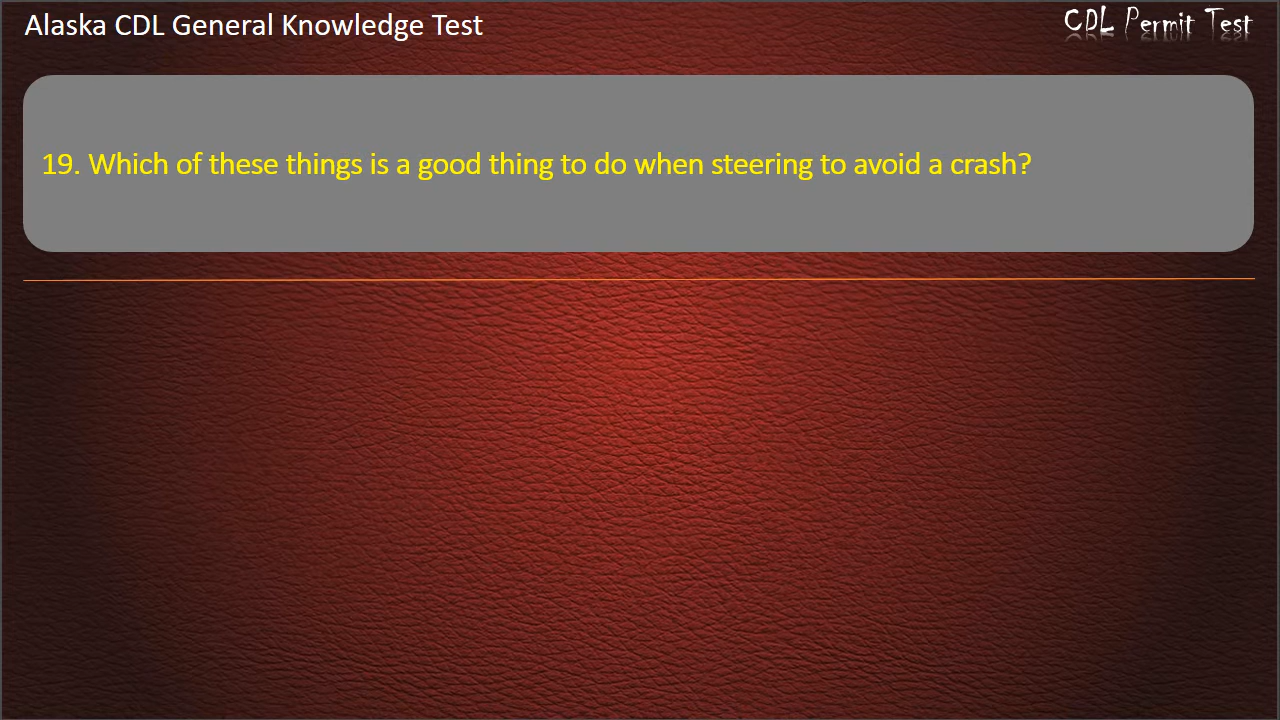 Alaska CDL General Knowledge Test
CDL Permit Test
19. Which of these things is a good thing to do when steering to avoid a crash?